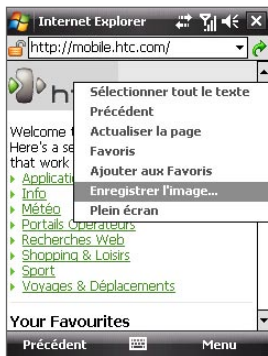 Internet Explorer
http://mobile.htc.com/
h
Sélectionner tout le texte
Précédent
Actualiser la page
Favoris
Ajouter aux Favoris
Enregistrer l'image...
Plein écran
Welcome
Here's a se
that work
Applicati
Info
Météo
Portails Opérateurs
Recherches Web
Shopping & Loisirs
Sport
Voyages & Déplacements
Your Favourites
Précédent
Menu